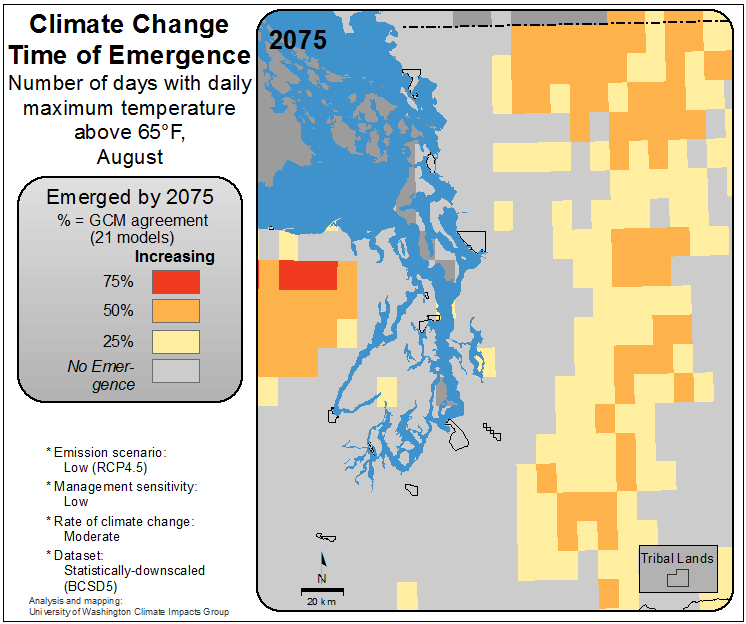 Climate Change
Time of Emergence
Number of days with daily
maximum temperature
above 65°F,
August
Emerged by 2075
% = GCM agreement
(21 models)
Increasing
75%
50%
25%
No Emer-
gence
* Emission scenario:
Low (RCP4.5)
* Management sensitivity:
Low
* Rate of climate change:
Moderate
* Dataset:
Statistically-downscaled
(BCSD5)
Analysis and mapping:
University of Washington Climate Impacts Group
2075
N
20 km
Tribal Lands